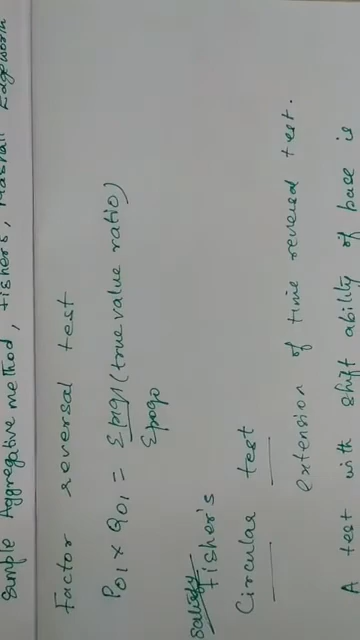 Simple Aggregative method, Fisher's, Marshall Edgeworth
Factor reversal test
P01 × Q01 = Σp1q1 (true value ratio)
Σp0q0
satisfy
Fisher's
Circular test
extension of time reversal test.
A test with shift ability of base is